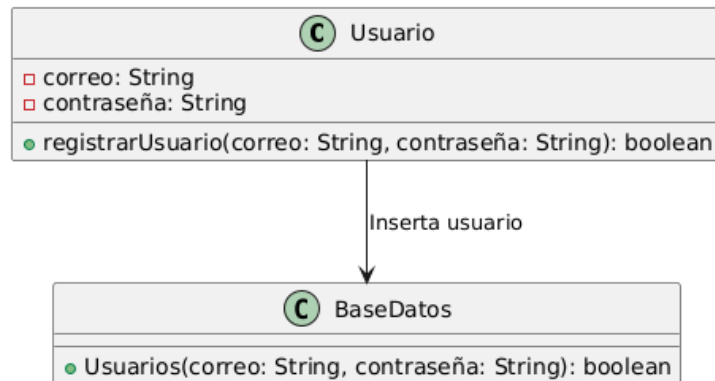 C Usuario
correo: String
contraseña: String
registrarUsuario(correo: String, contraseña: String): boolean
Inserta usuario
C BaseDatos
Usuarios(correo: String, contraseña: String): boolean